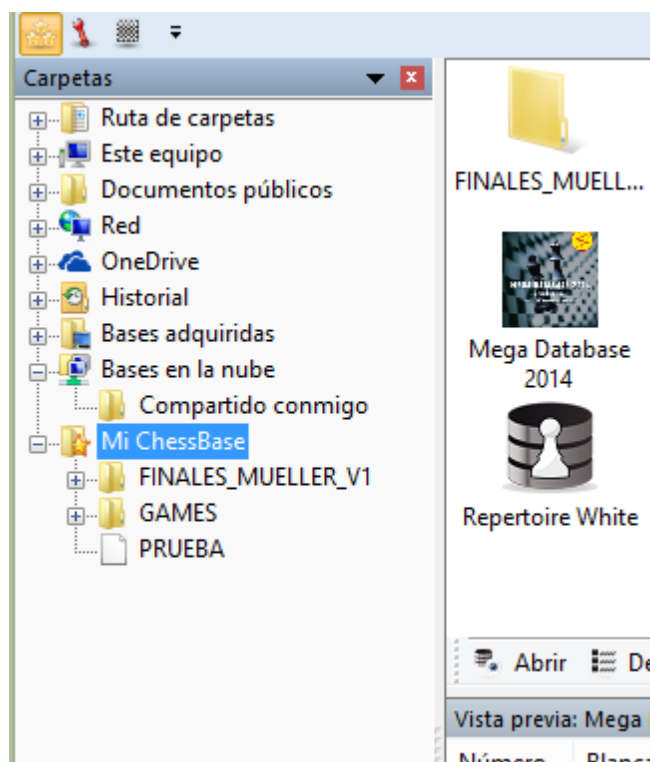 Carpetas
Ruta de carpetas
Este equipo
Documentos públicos
Red
OneDrive
Historial
Bases adquiridas
Bases en la nube
Compartido conmigo
Mi ChessBase
FINALES_MUELLER_V1
GAMES
PRUEBA
FINALES_MUELL...
Mega Database
2014
Repertoire White
Abrir De
Vista previa: Mega
Número Blanca